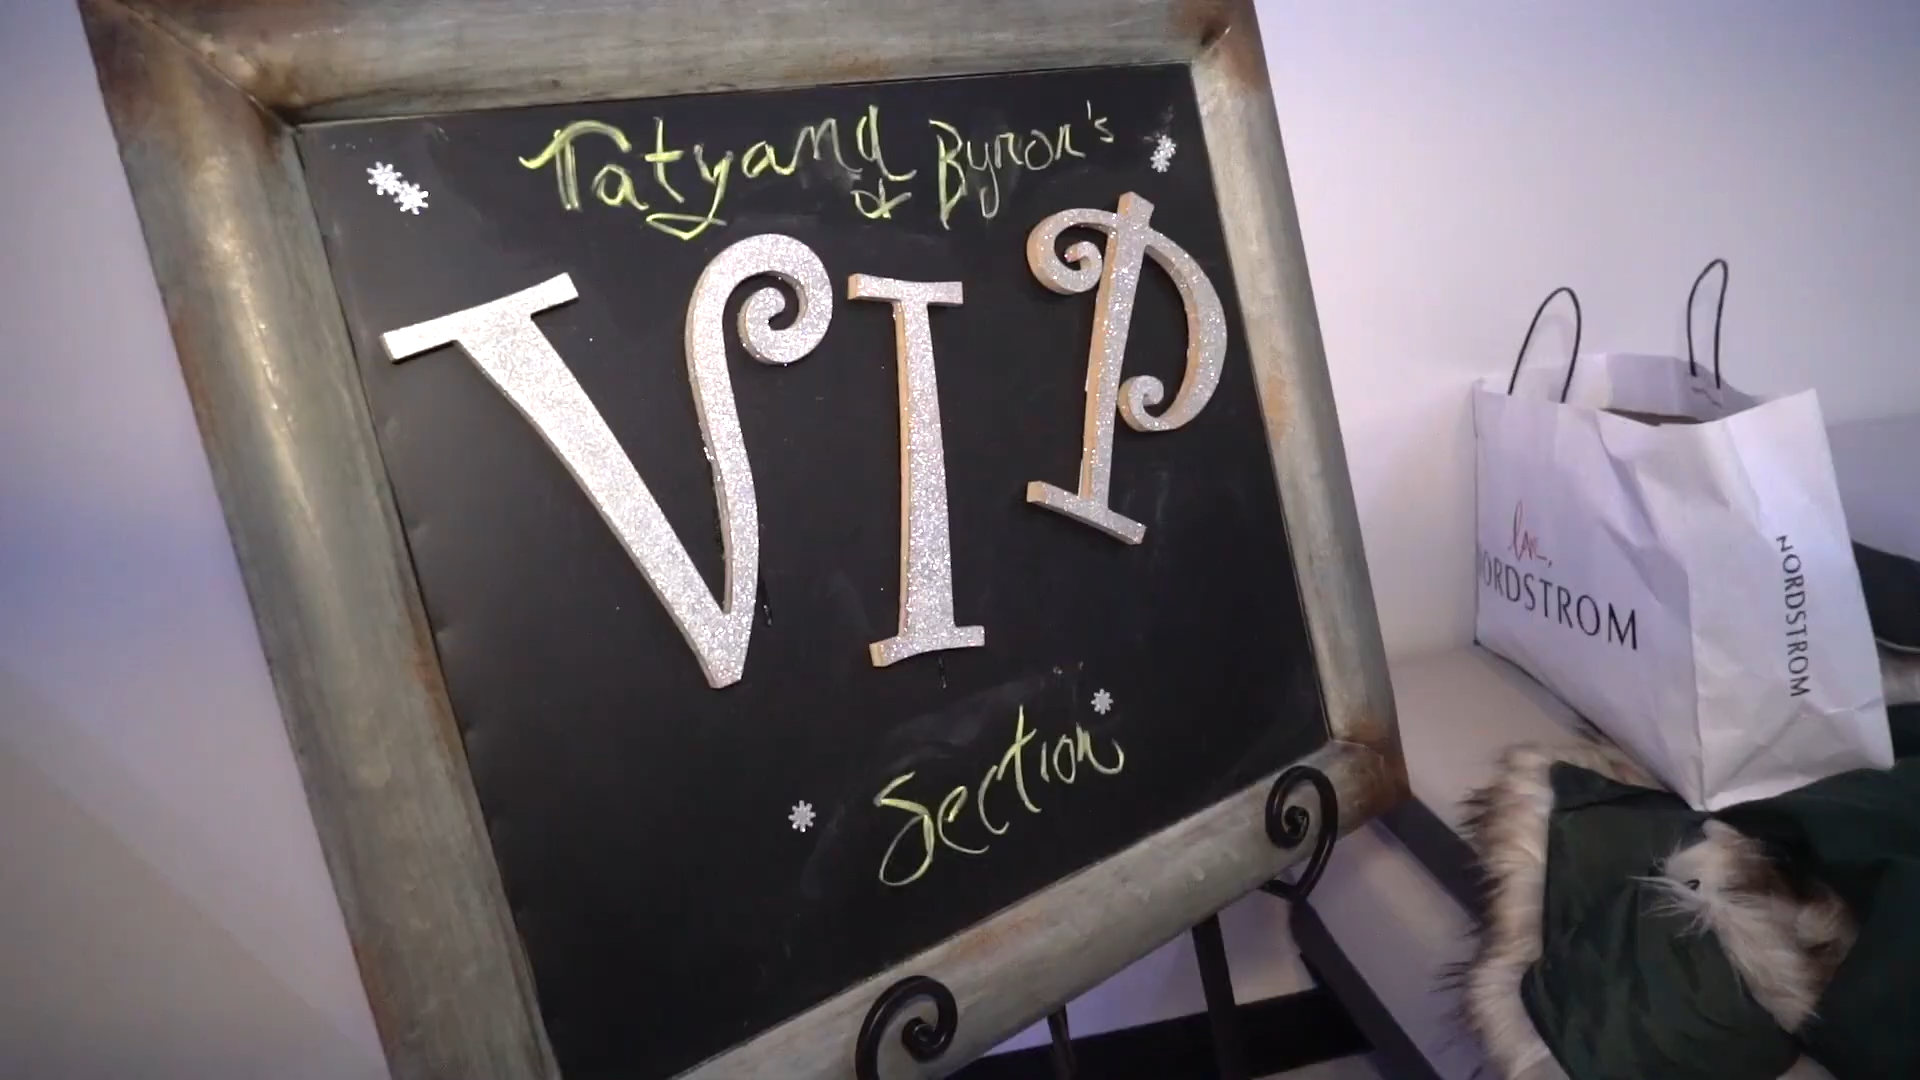 Tatyana & Byron's
VIP
Section
love,
NORDSTROM
NORDSTROM